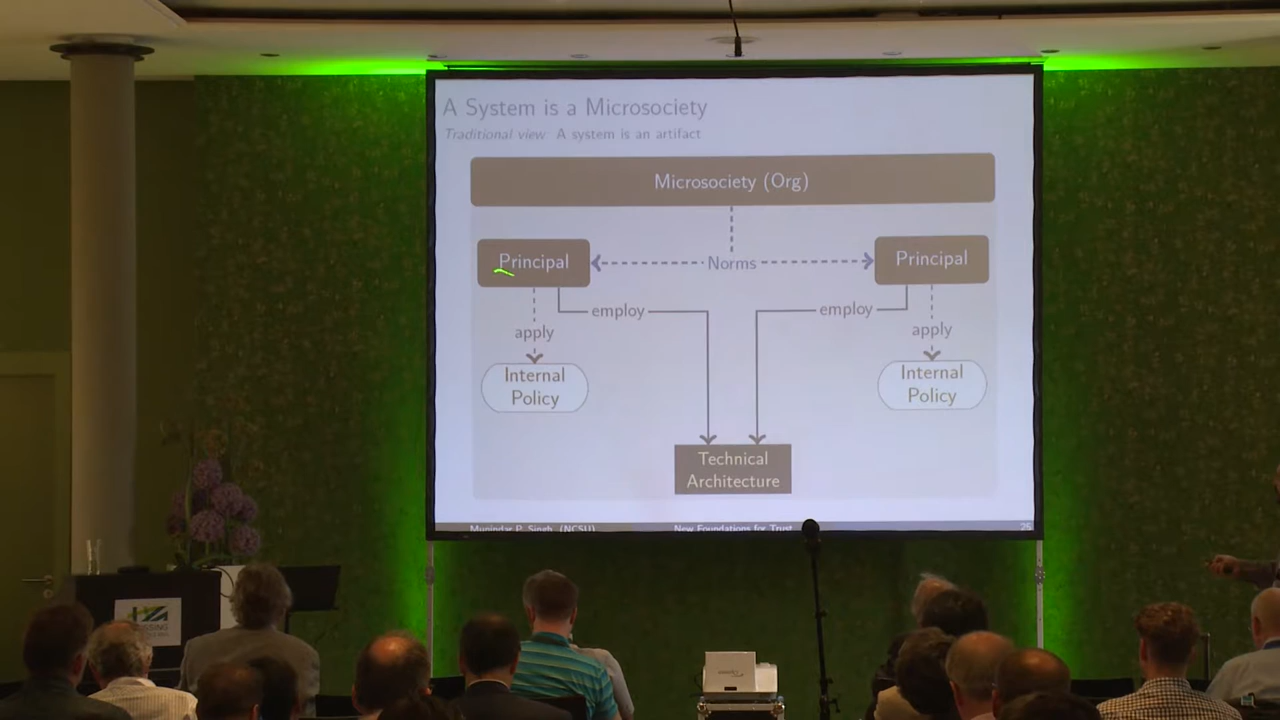 A System is a Microsociety
Traditional view A system is an artifact
Microsociety (Org)
Principal
Norms
Principal
employ
employ
apply
apply
Internal
Policy
Internal
Policy
Technical
Architecture
Munindar P. Singh (NCSU)
New Foundations for Trust
25